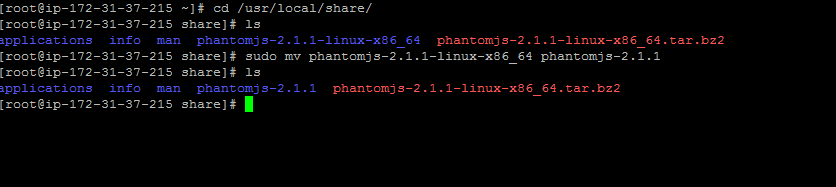 [root@ip-172-31-37-215 ~]# cd /usr/local/share/
[root@ip-172-31-37-215 share]# ls
applications  info  man  phantomjs-2.1.1-linux-x86_64  phantomjs-2.1.1-linux-x86_64.tar.bz2
[root@ip-172-31-37-215 share]# sudo mv phantomjs-2.1.1-linux-x86_64 phantomjs-2.1.1
[root@ip-172-31-37-215 share]# ls
applications  info  man  phantomjs-2.1.1  phantomjs-2.1.1-linux-x86_64.tar.bz2
[root@ip-172-31-37-215 share]#